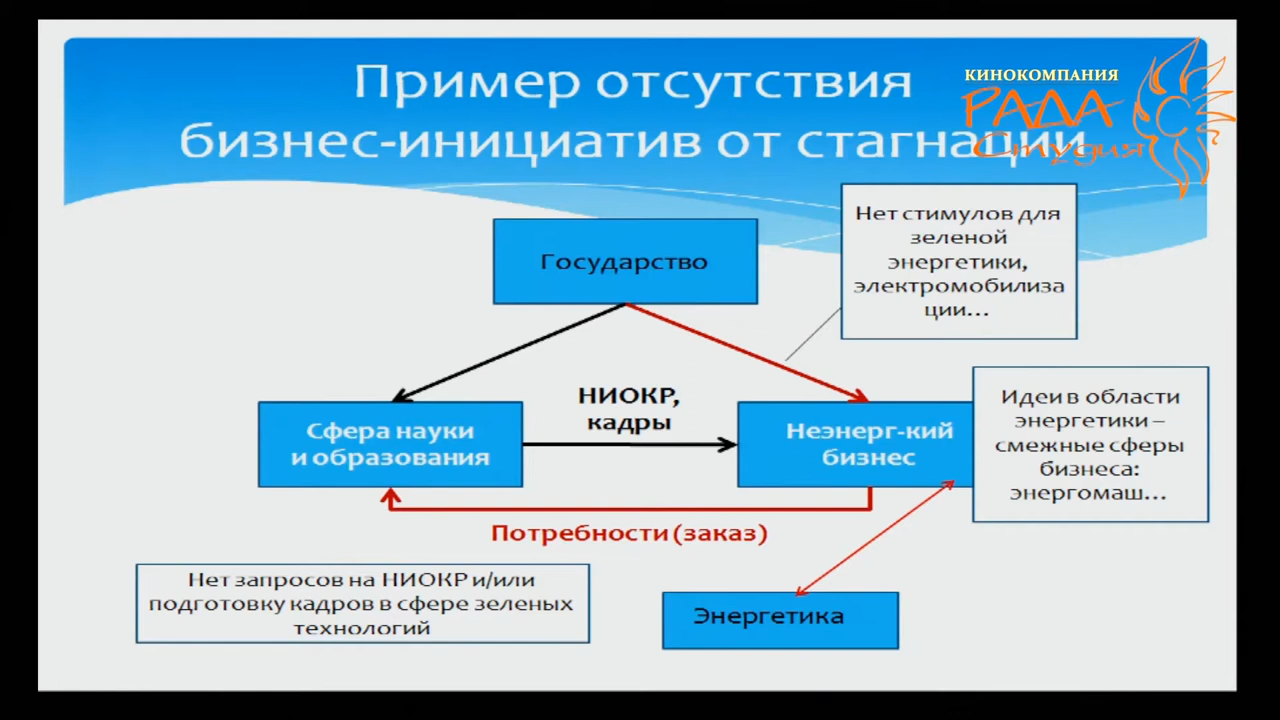 Пример отсутствия
бизнес-инициатив от стагнации
КИНОКОМПАНИЯ
РАДА
Студия
Государство
Нет стимулов для
зеленой
энергетики,
электромобилиза
ции...
НИОКР,
кадры
Сфера науки
и образования
Неэнерг-кий
бизнес
Идеи в области
энергетики –
смежные сферы
бизнеса:
энергомаш...
Потребности (заказ)
Нет запросов на НИОКР и/или
подготовку кадров в сфере зеленых
технологий
Энергетика